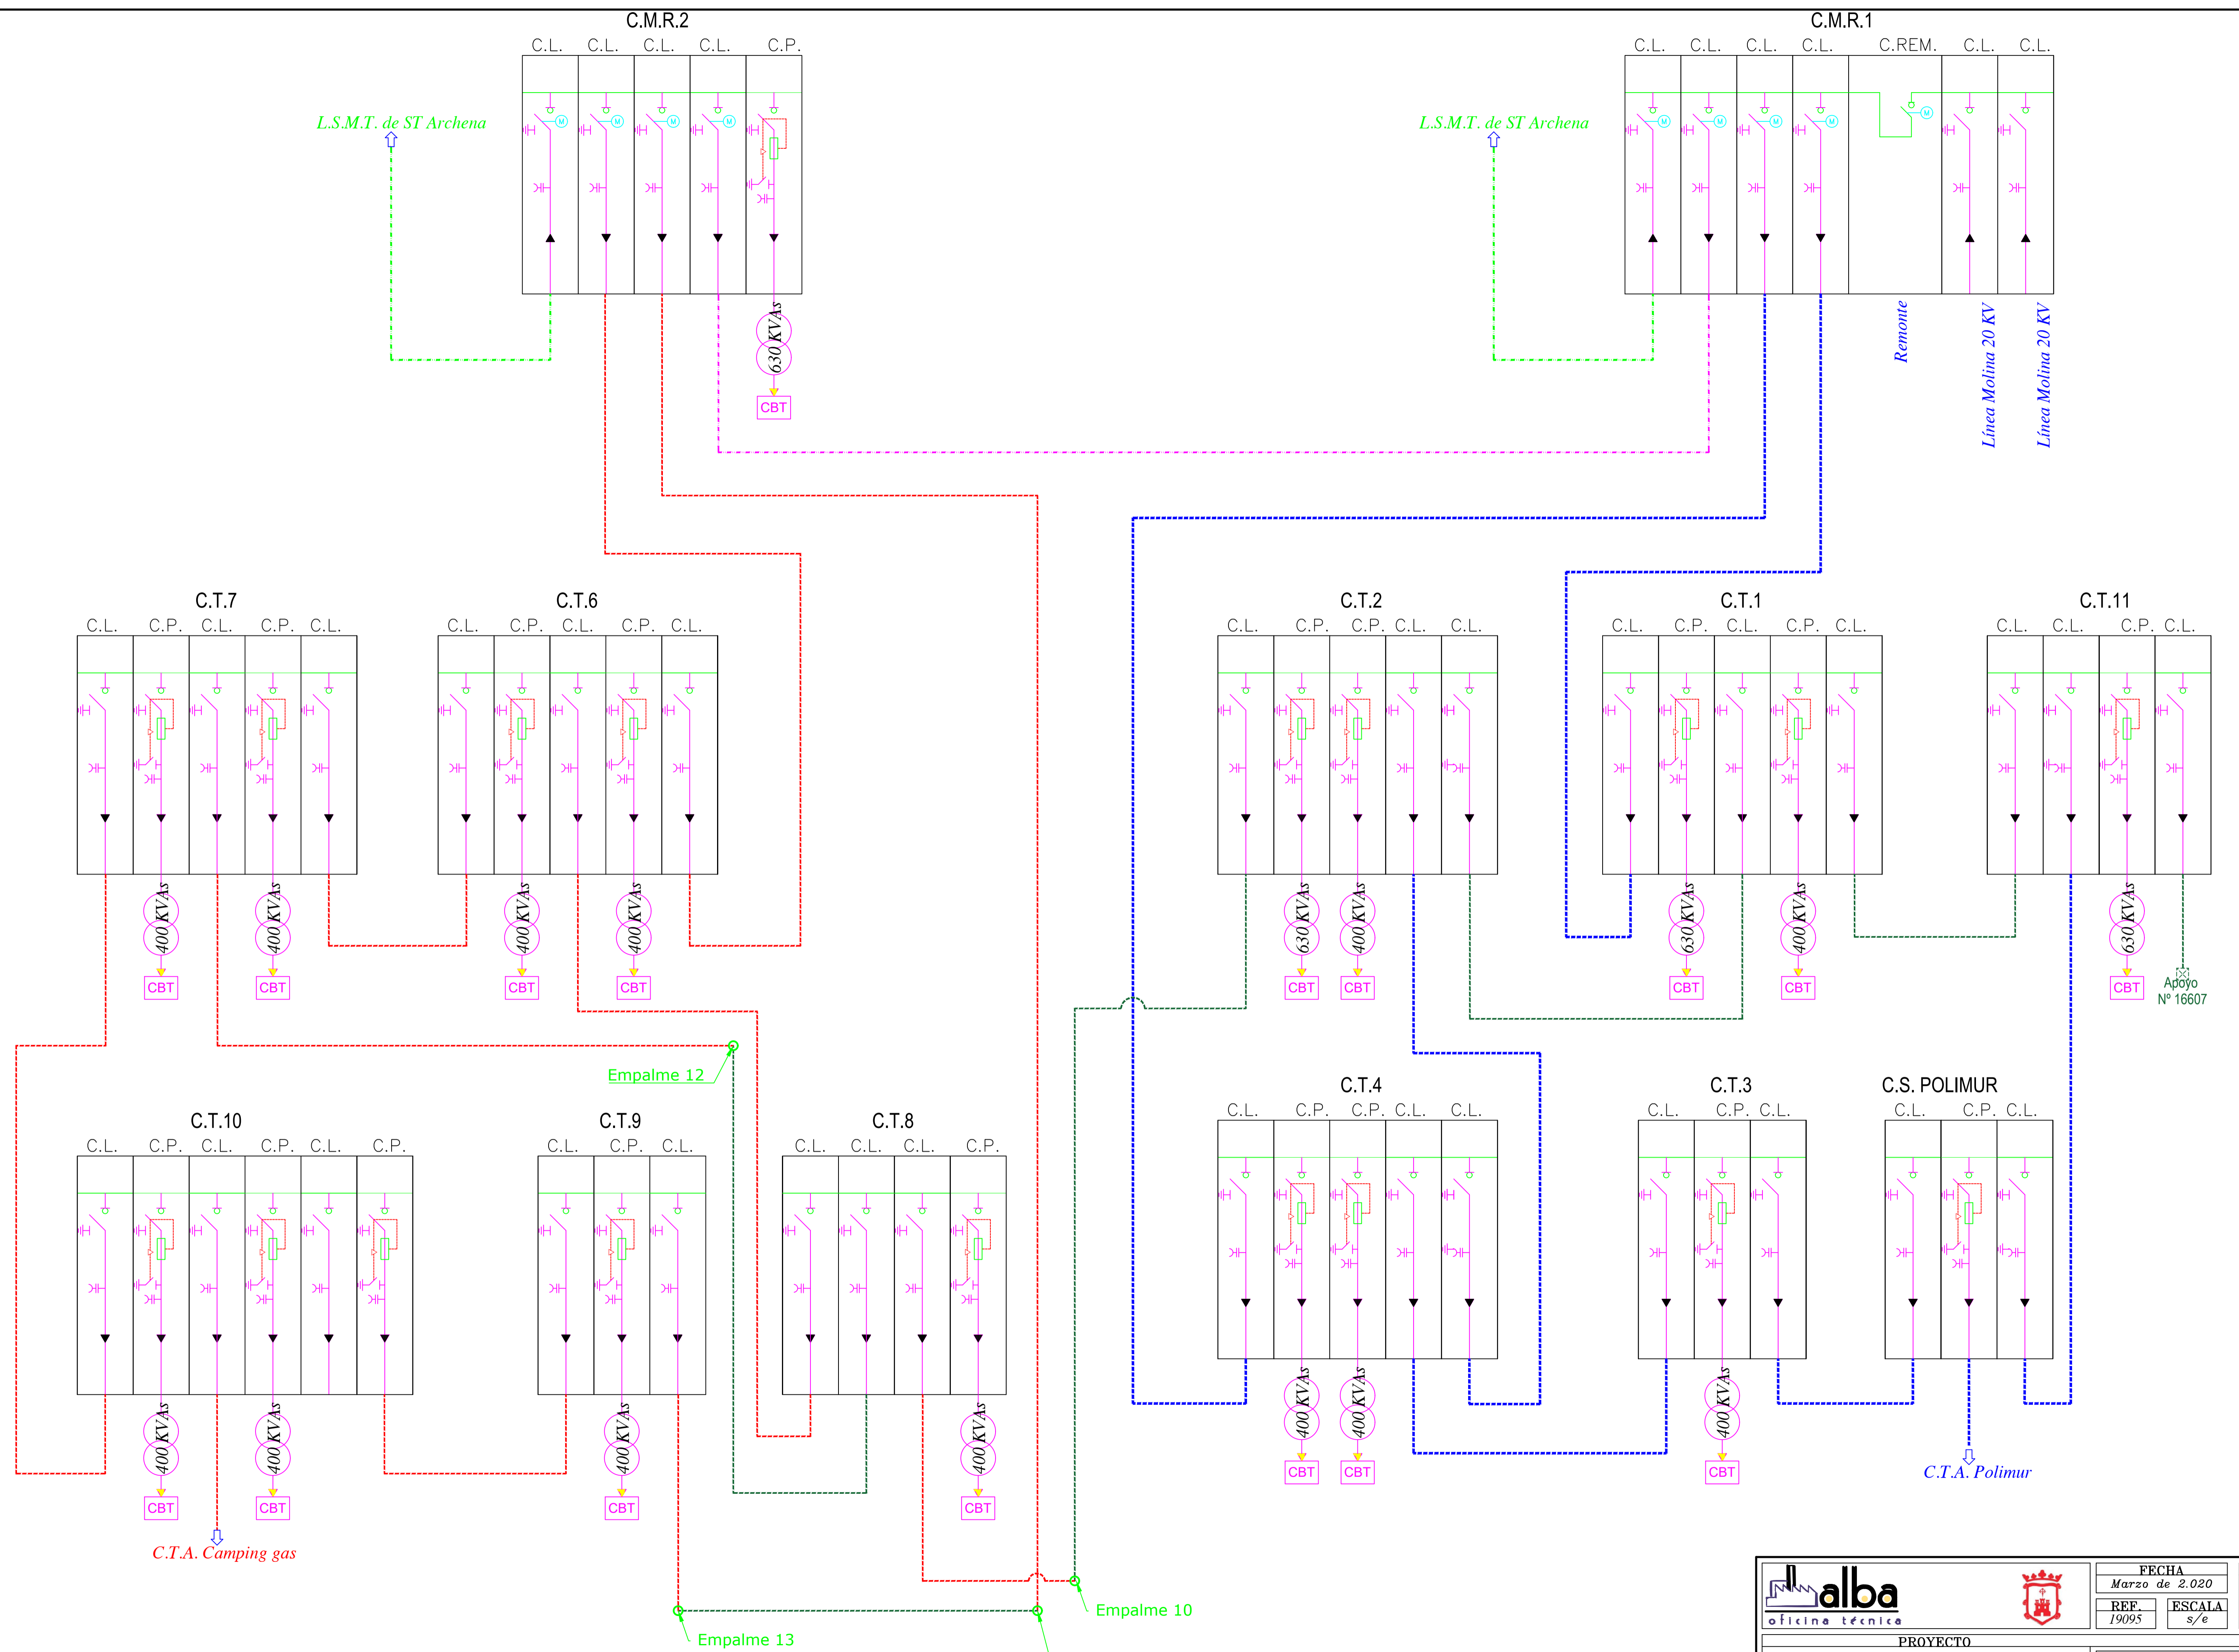 C.M.R.2
C.L. C.L. C.L. C.L. C.P.
L.S.M.T. de ST Archena
M M M M
630 KVAs
CBT
C.M.R.1
C.L. C.L. C.L. C.L. C.REM. C.L. C.L.
L.S.M.T. de ST Archena
M M M M M
Remonte
Línea Molina 20 KV
Línea Molina 20 KV
C.T.7
C.L. C.P. C.L. C.P. C.L.
400 KVAs
400 KVAs
CBT
CBT
C.T.6
C.L. C.P. C.L. C.P. C.L.
400 KVAs
400 KVAs
CBT
CBT
C.T.2
C.L. C.P. C.P. C.L. C.L.
630 KVAs
400 KVAs
CBT
CBT
C.T.1
C.L. C.P. C.L. C.P. C.L.
630 KVAs
400 KVAs
CBT
CBT
C.T.11
C.L. C.L. C.P. C.L.
630 KVAs
CBT
Apoyo
Nº 16607
Empalme 12
C.T.10
C.L. C.P. C.L. C.P. C.L. C.P.
400 KVAs
400 KVAs
CBT
CBT
C.T.A. Camping gas
C.T.9
C.L. C.P. C.L.
400 KVAs
CBT
C.T.8
C.L. C.L. C.L. C.P.
400 KVAs
CBT
C.T.4
C.L. C.P. C.P. C.L. C.L.
400 KVAs
400 KVAs
CBT
CBT
C.T.3
C.L. C.P. C.L.
400 KVAs
CBT
C.S. POLIMUR
C.L. C.P. C.L.
C.T.A. Polimur
Empalme 10
Empalme 13
alba
oficina técnica
FECHA
Marzo de 2.020
REF.
19095
ESCALA
s/e
PROYECTO